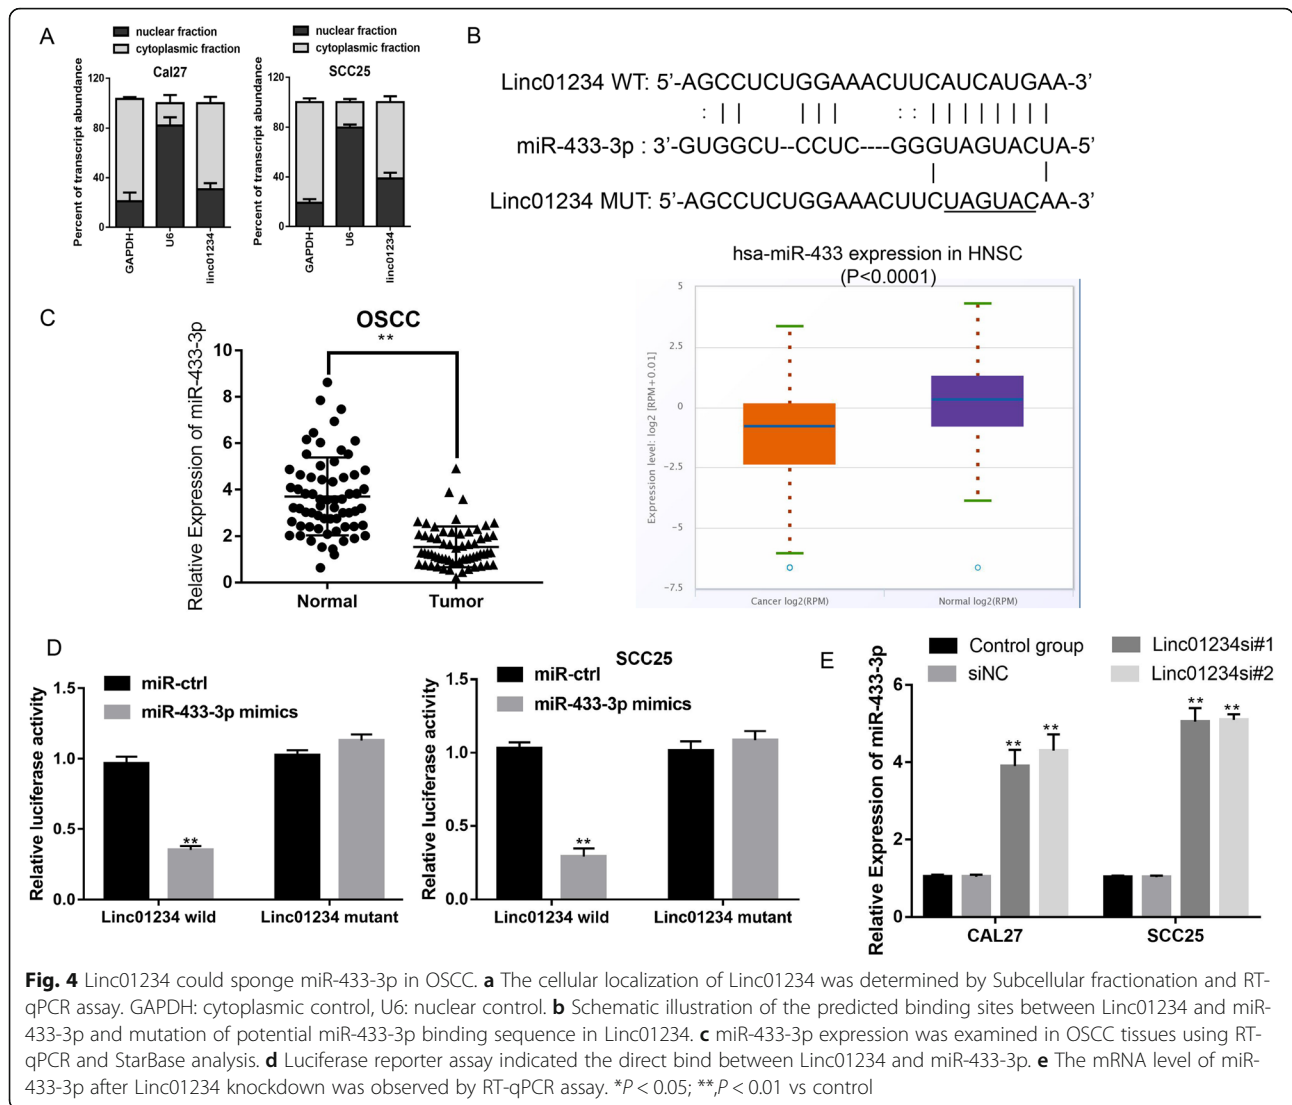 A
nuclear fraction
cytoplasmic fraction
Cal27
Percent of transcript abundance
120
80
40
0
GAPDH
U6
linc01234
nuclear fraction
cytoplasmic fraction
SCC25
Percent of transcript abundance
120
80
40
0
GAPDH
U6
linc01234
B
Linc01234 WT: 5’-AGCCUCUGGAAACUUCAUCAUGAA-3’
: | | | | | : : | | | | | | | |
miR-433-3p : 3’-GUGGCU--CCUC----GGGUAGUACUA-5’
| |
Linc01234 MUT: 5’-AGCCUCUGGAAACUUCUAGUACAA-3’
C
OSCC
**
Relative Expression of miR-433-3p
10
8
6
4
2
0
Normal
Tumor
hsa-miR-433 expression in HNSC
(P<0.0001)
Expression level: log2 [RPM+0.01]
5
2.5
0
−2.5
−5
−7.5
Cancer log2(RPM)
Normal log2(RPM)
D
miR-ctrl
miR-433-3p mimics
Relative luciferase activity
1.5
1.0
0.5
0.0
**
Linc01234 wild
Linc01234 mutant
SCC25
miR-ctrl
miR-433-3p mimics
Relative luciferase activity
1.5
1.0
0.5
0.0
**
Linc01234 wild
Linc01234 mutant
E
Control group
siNC
Linc01234si#1
Linc01234si#2
Relative Expression of miR-433-3p
6
4
2
0
**
**
**
**
CAL27
SCC25
Fig. 4 Linc01234 could sponge miR-433-3p in OSCC. a The cellular localization of Linc01234 was determined by Subcellular fractionation and RT-
qPCR assay. GAPDH: cytoplasmic control, U6: nuclear control. b Schematic illustration of the predicted binding sites between Linc01234 and miR-
433-3p and mutation of potential miR-433-3p binding sequence in Linc01234. c miR-433-3p expression was examined in OSCC tissues using RT-
qPCR and StarBase analysis. d Luciferase reporter assay indicated the direct bind between Linc01234 and miR-433-3p. e The mRNA level of miR-
433-3p after Linc01234 knockdown was observed by RT-qPCR assay. *P < 0.05; **,P < 0.01 vs control